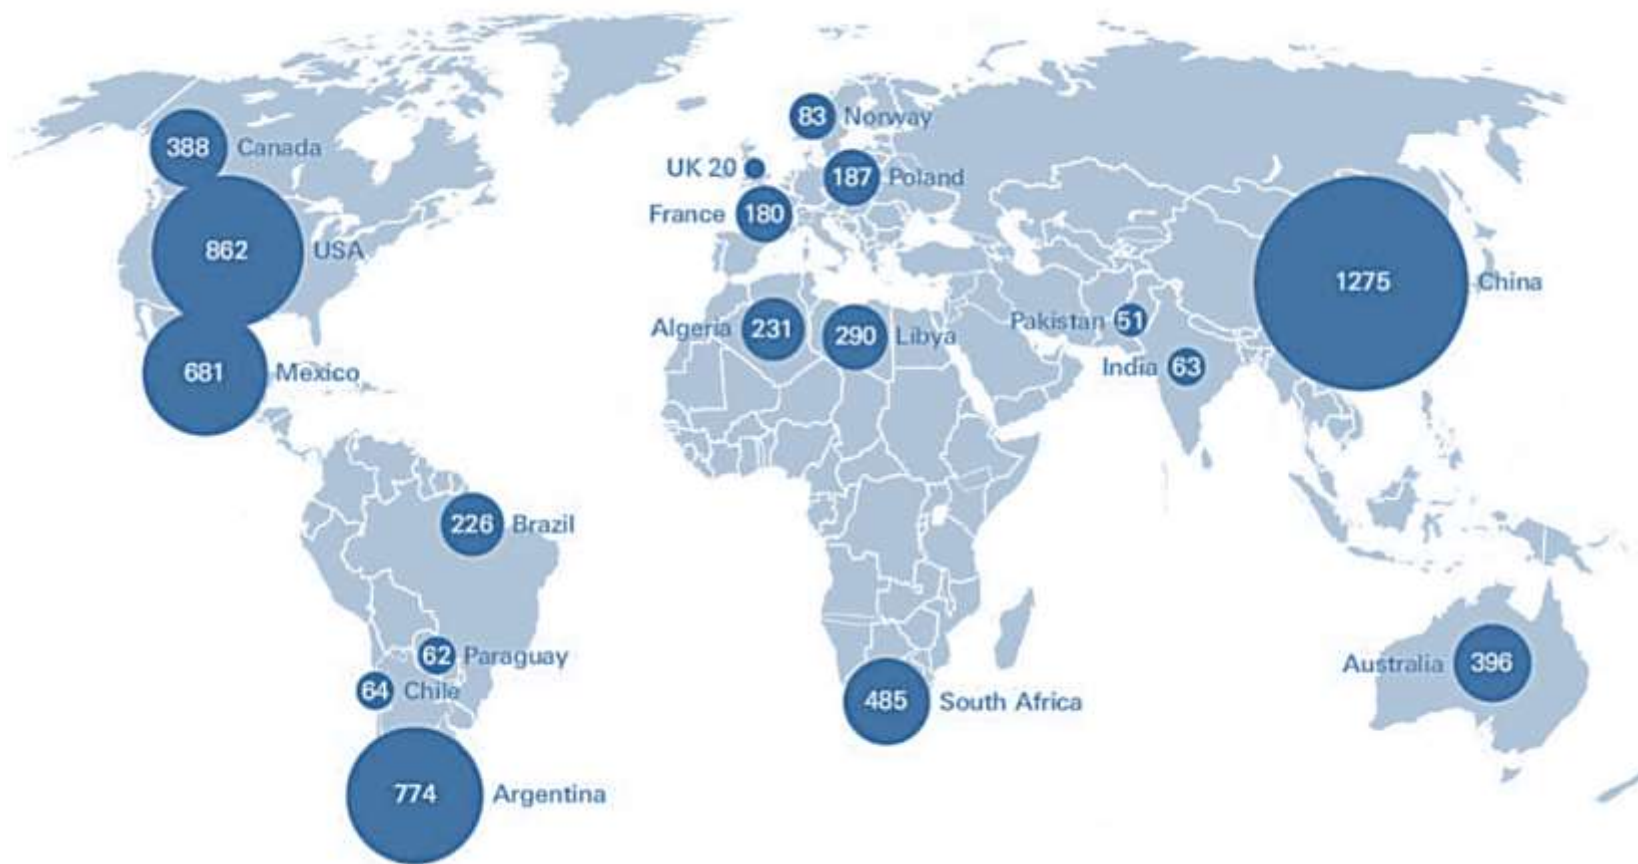 388 Canada
862 USA
681 Mexico
226 Brazil
62 Paraguay
64 Chile
774 Argentina
83 Norway
UK 20
187 Poland
France 180
Algeria 231
290 Libya
485 South Africa
Pakistan 51
India 63
1275 China
Australia 396